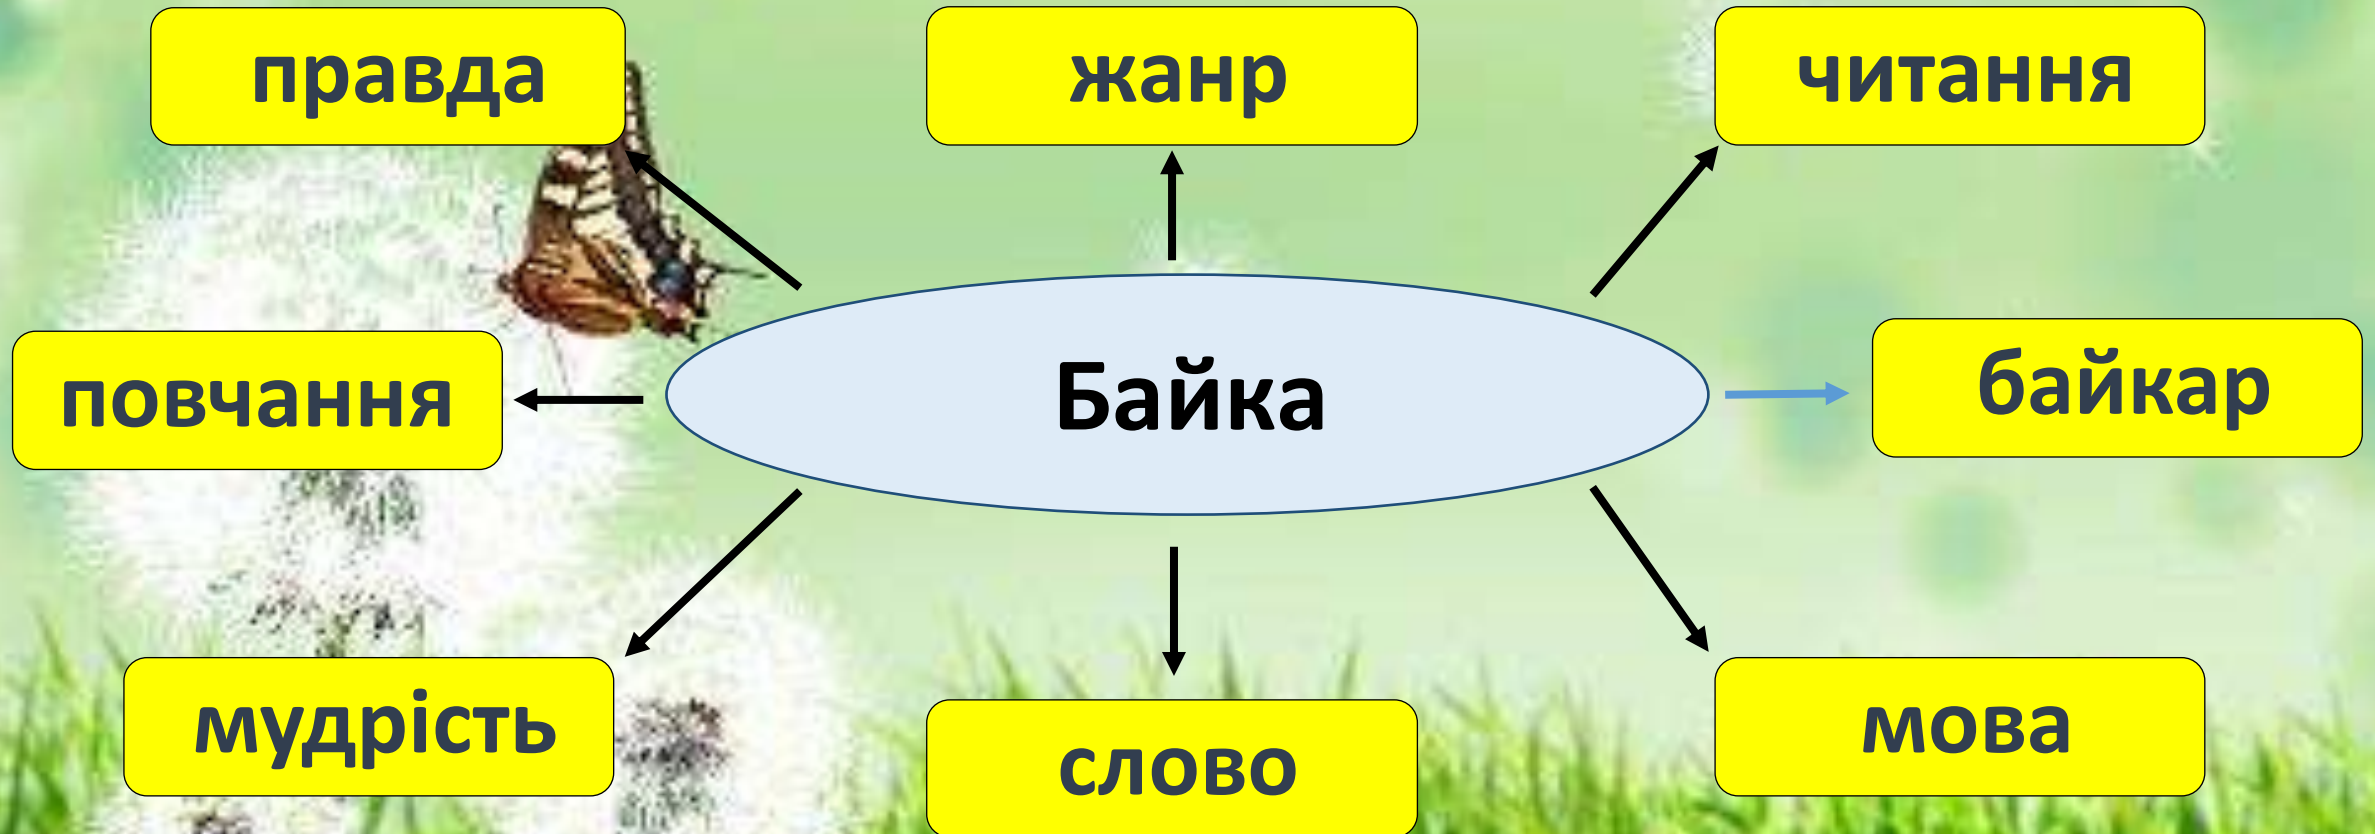 правда
жанр
читання
повчання
Байка
байкар
мудрість
слово
мова